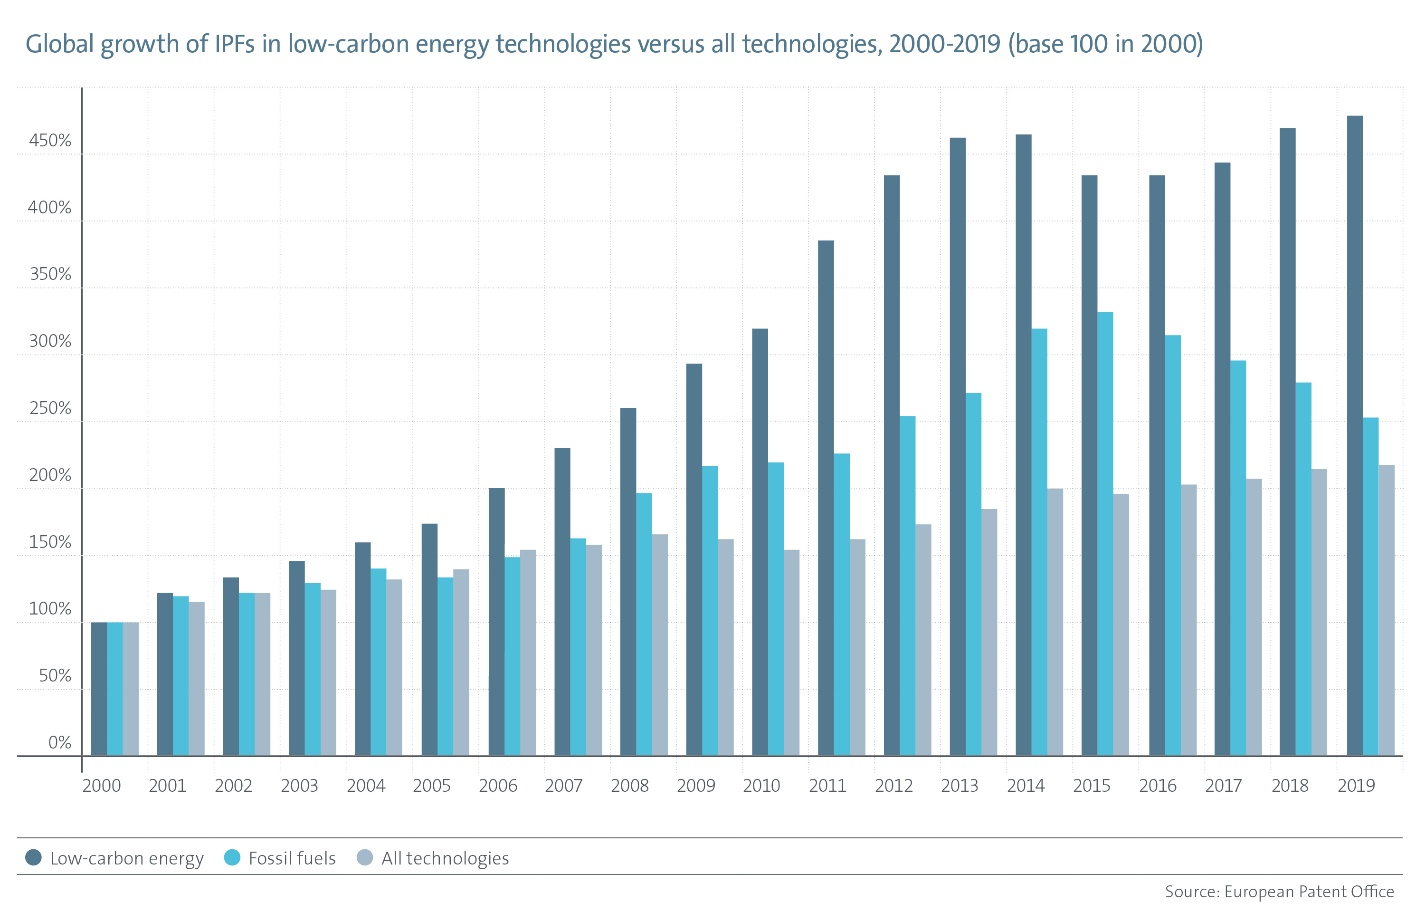 Global growth of IPFs in low-carbon energy technologies versus all technologies, 2000-2019 (base 100 in 2000)
450%
400%
350%
300%
250%
200%
150%
100%
50%
0%
2000 2001 2002 2003 2004 2005 2006 2007 2008 2009 2010 2011 2012 2013 2014 2015 2016 2017 2018 2019
Low-carbon energy Fossil fuels All technologies
Source: European Patent Office